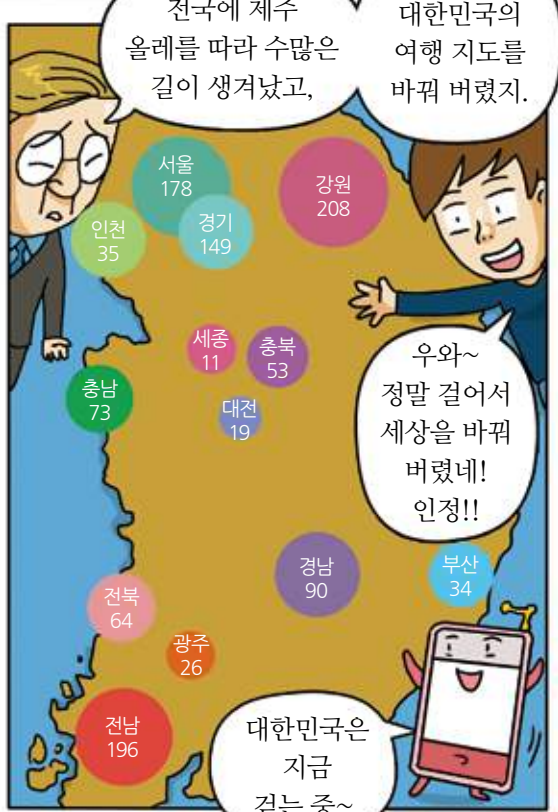 전국에 제주
올레를 따라 수많은
길이 생겨났고,
대한민국의
여행 지도를
바꿔 버렸지.
서울
178
강원
208
경기
149
인천
35
세종
11
충북
53
충남
73
대전
19
우와~
정말 걸어서
세상을 바꿔
버렸네!
인정!!
경남
90
부산
34
전북
64
광주
26
전남
196
대한민국은
지금
걷는 중~